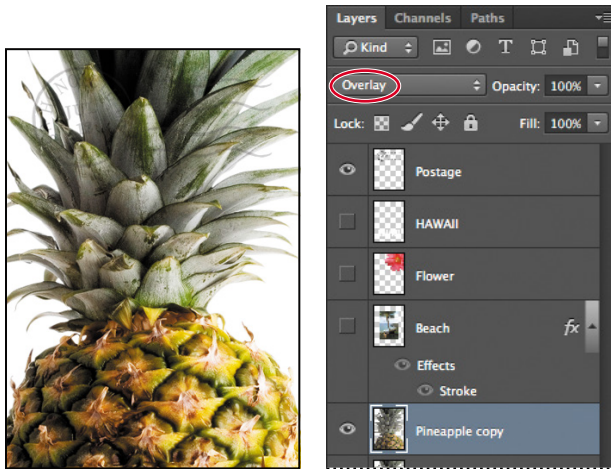 Layers Channels Paths
Kind
Overlay Opacity: 100%
Lock: Fill: 100%
Postage
HAWAII
Flower
Beach fx
Effects
Stroke
Pineapple copy